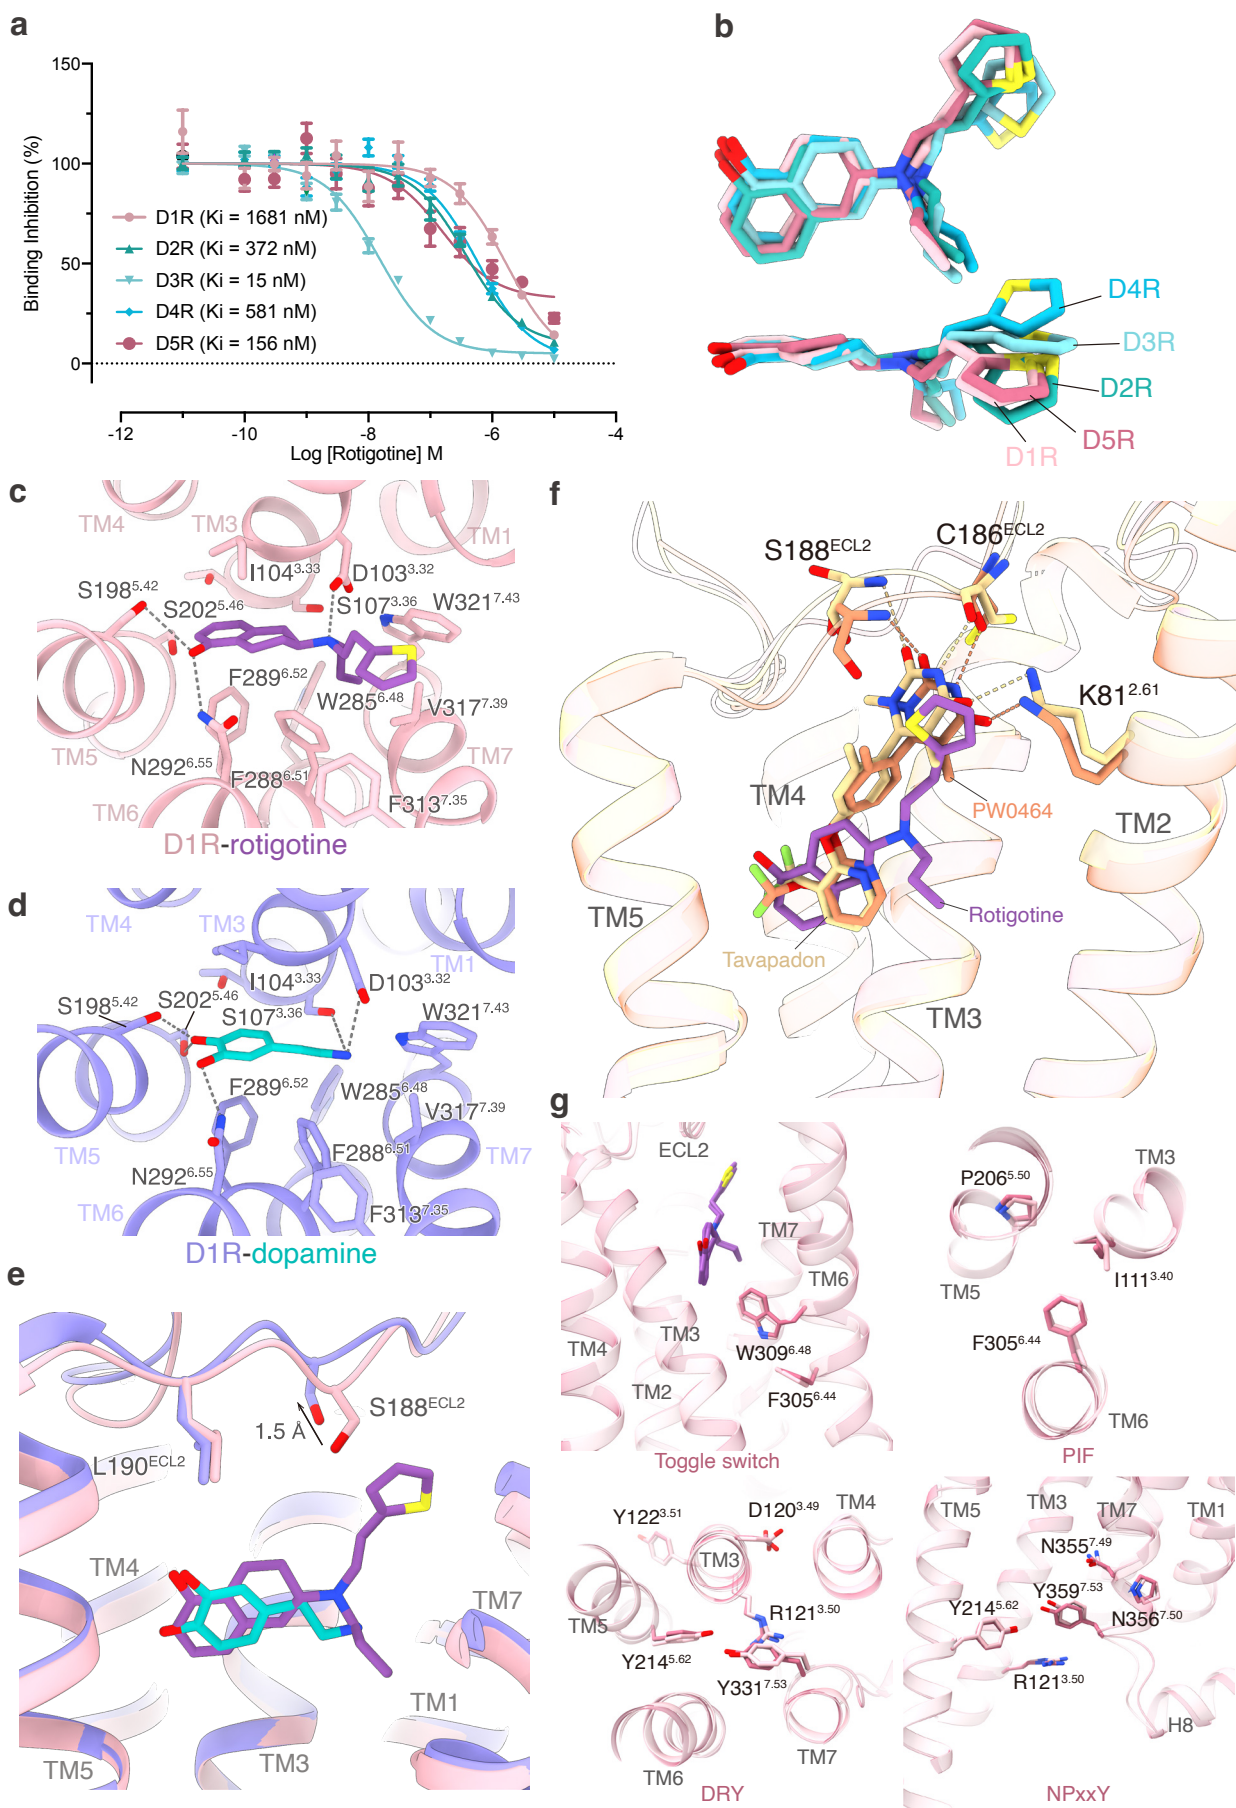 a
150
100
50
0
Binding Inhibition (%)
D1R (Ki = 1681 nM)
D2R (Ki = 372 nM)
D3R (Ki = 15 nM)
D4R (Ki = 581 nM)
D5R (Ki = 156 nM)
-12
-10
-8
-6
-4
Log [Rotigotine] M
b
D4R
D3R
D2R
D5R
D1R
c
TM4
TM3
TM1
I104^3.33
D103^3.32
S198^5.42
S202^5.46
S107^3.36
W321^7.43
F289^6.52
W285^6.48
V317^7.39
TM5
TM7
N292^6.55
F288^6.51
TM6
F313^7.35
D1R-rotigotine
d
TM4
TM3
TM1
I104^3.33
D103^3.32
S198^5.42
S202^5.46
S107^3.36
W321^7.43
F289^6.52
W285^6.48
V317^7.39
TM5
F288^6.51
TM7
N292^6.55
TM6
F313^7.35
D1R-dopamine
e
S188^ECL2
1.5 Å
L190^ECL2
TM4
TM7
TM1
TM5
TM3
f
S188^ECL2
C186^ECL2
K81^2.61
TM4
PW0464
TM2
TM5
Rotigotine
Tavapadon
TM3
g
ECL2
TM7
TM6
TM3
TM4
W309^6.48
TM2
F305^6.44
Toggle switch
P206^5.50
TM3
TM5
I111^3.40
F305^6.44
TM6
PIF
Y122^3.51
D120^3.49
TM4
TM3
R121^3.50
TM5
Y214^5.62
Y331^7.53
TM7
TM6
DRY
TM5
TM3
TM7
TM1
N355^7.49
Y359^7.53
Y214^5.62
N356^7.50
R121^3.50
H8
NPxxY